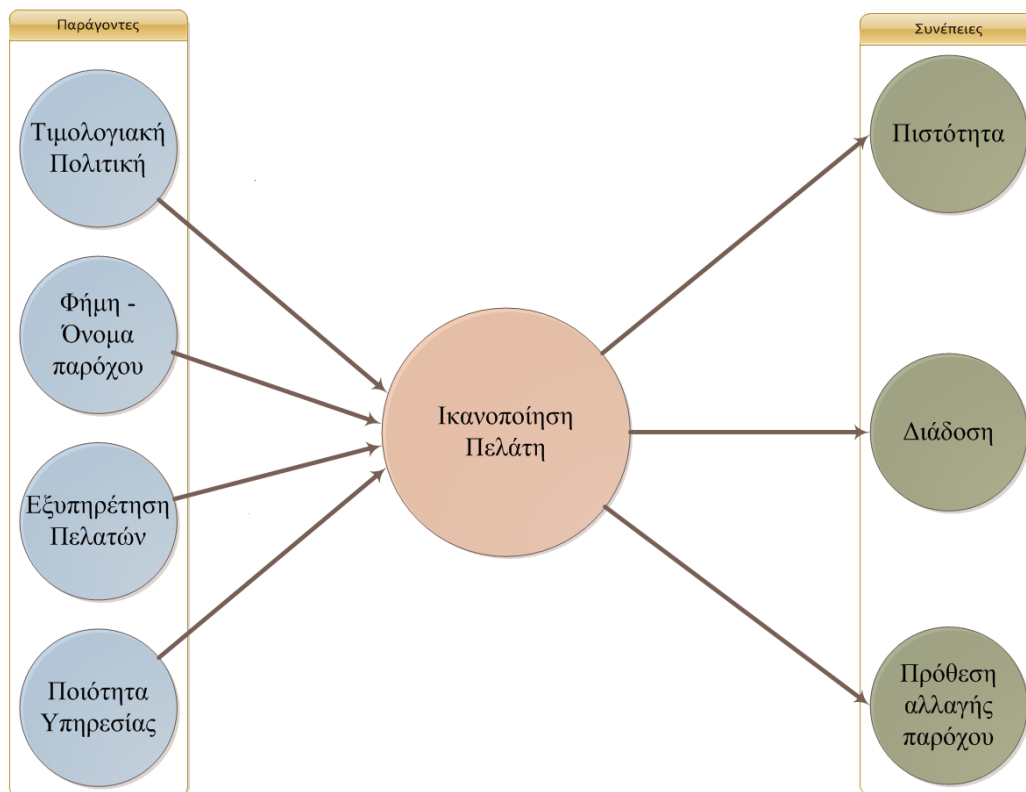 Παράγοντες
Τιμολογιακή
Πολιτική
Φήμη -
Όνομα
παρόχου
Εξυπηρέτηση
Πελατών
Ποιότητα
Υπηρεσίας
Ικανοποίηση
Πελάτη
Συνέπειες
Πιστότητα
Διάδοση
Πρόθεση
αλλαγής
παρόχου